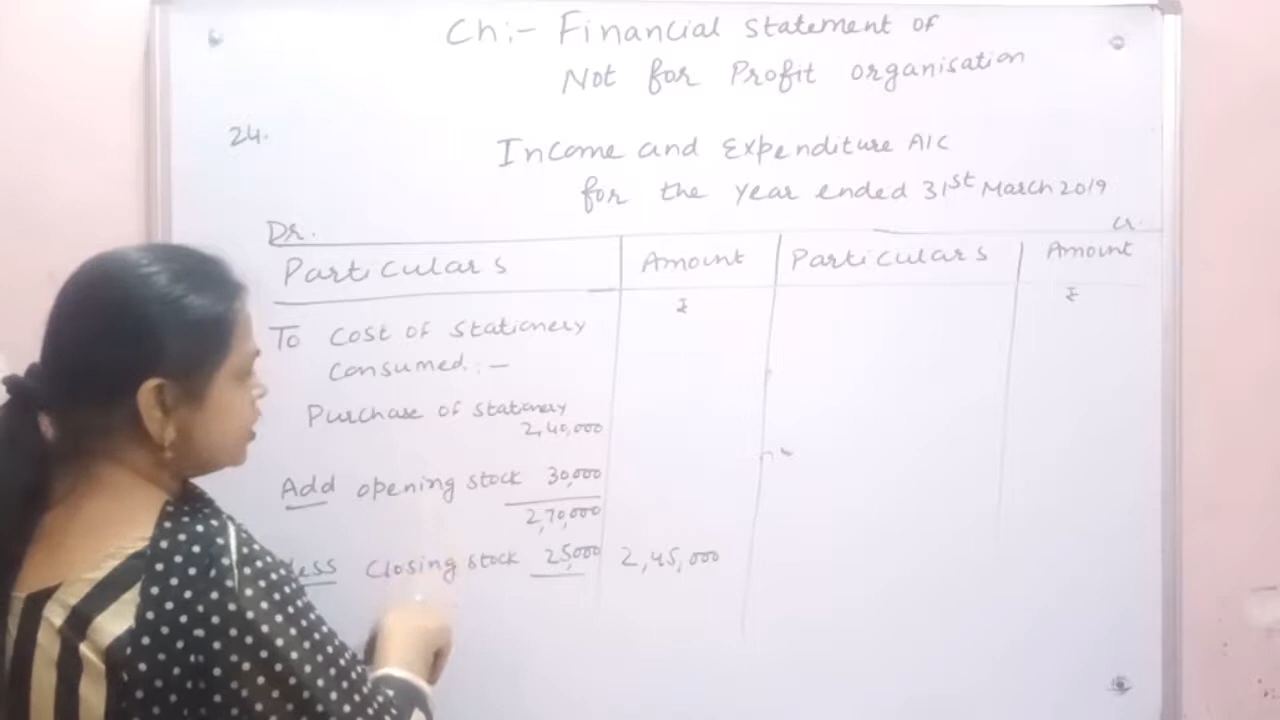 Ch:- Financial Statement of
Not for Profit organisation
24.
Income and Expenditure A/C
for the year ended 31st March 2019
Dr.
Cr.
Particulars Amount Particulars Amount
₹ ₹
To Cost of Stationery
Consumed:-
Purchase of stationery
2,40,000
Add opening stock 30,000
2,70,000
Less Closing stock 25,000 2,45,000